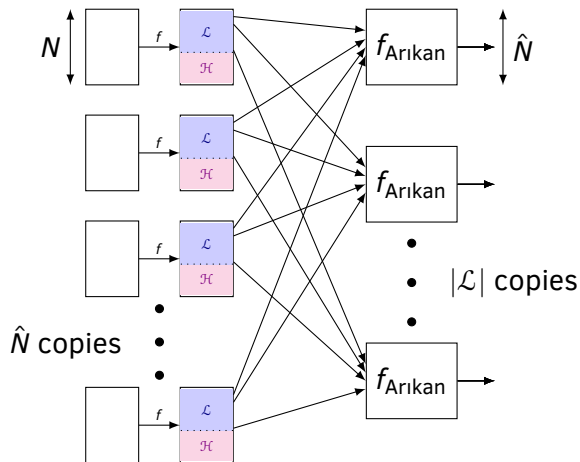 N
f
ℒ
ℋ
f_Arıkan
N̂
f
ℒ
ℋ
f_Arıkan
f
ℒ
ℋ
|ℒ| copies
N̂ copies
f_Arıkan
f
ℒ
ℋ